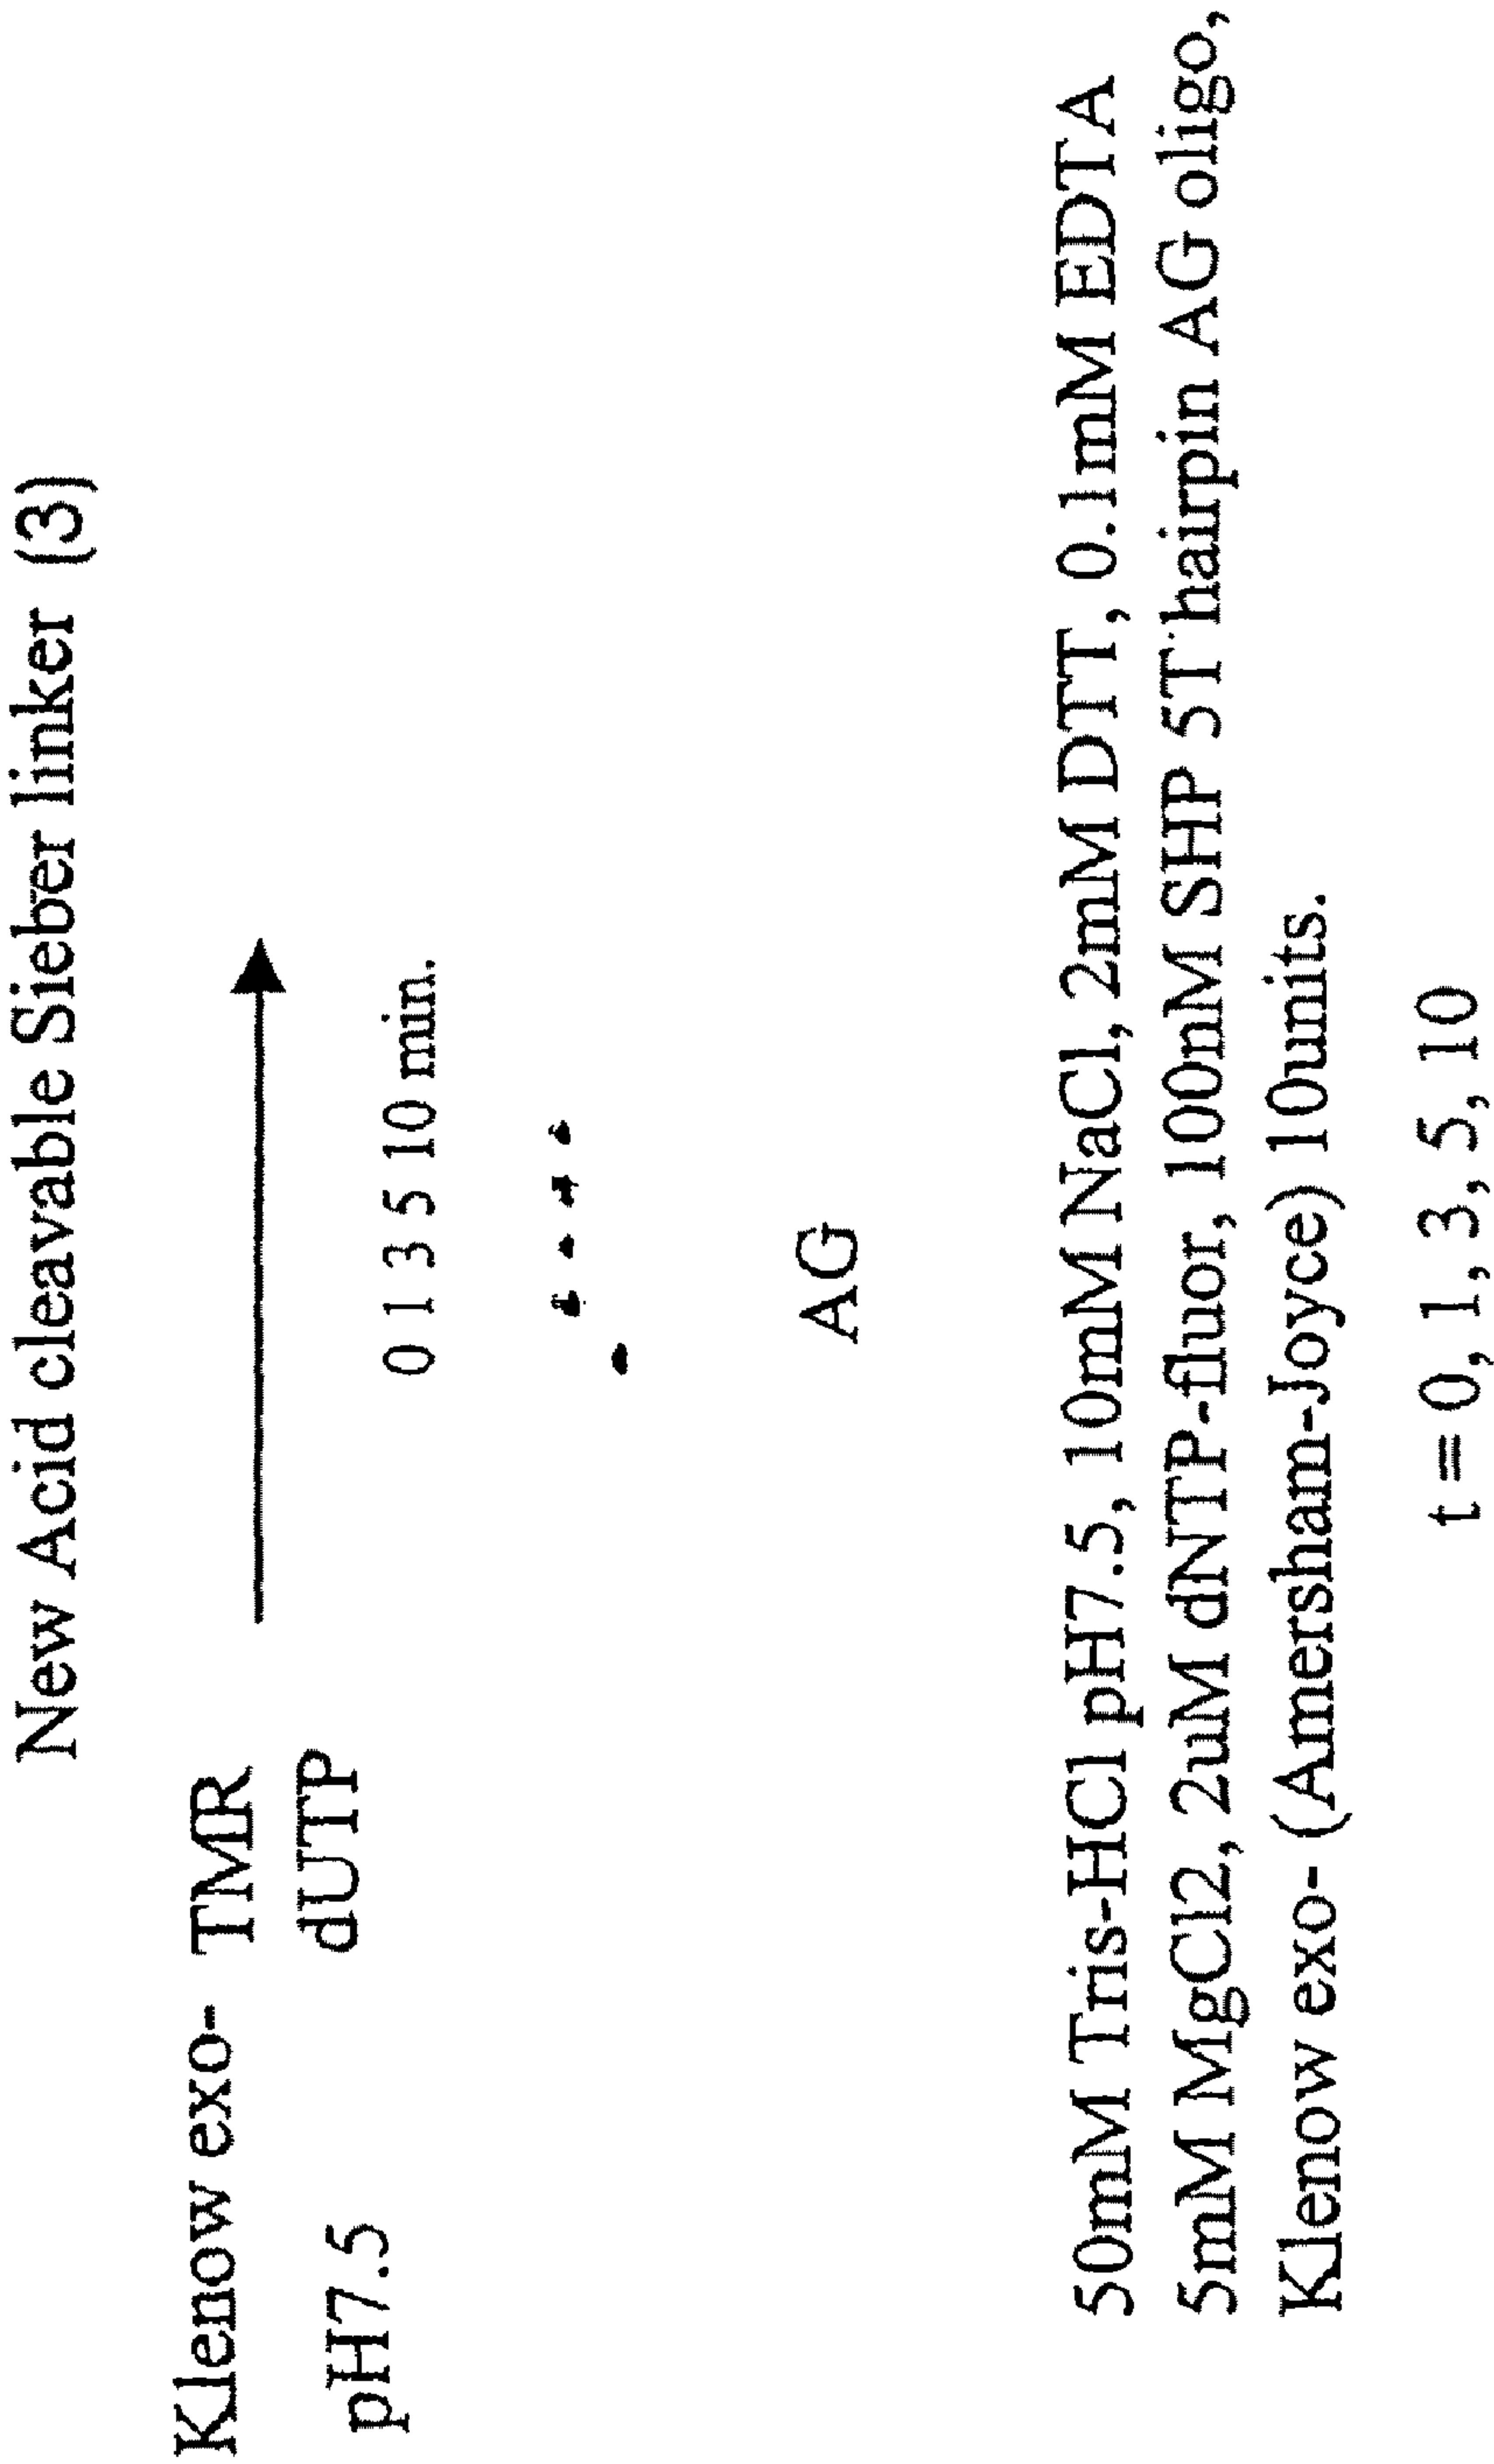 New Acid cleavable Sieber linker (3)
Klenow exo- TMR
dUTP
pH7.5
0 1 3 5 10 min.
AG
50mM Tris-HCl pH7.5, 10mM NaCl, 2mM DTT, 0.1mM EDTA
5mM MgCl2, 2uM dNTP-fluor, 100nM SHP 5T hairpin AG oligo,
Klenow exo- (Amersham-Joyce) 10units.
t = 0, 1, 3, 5, 10